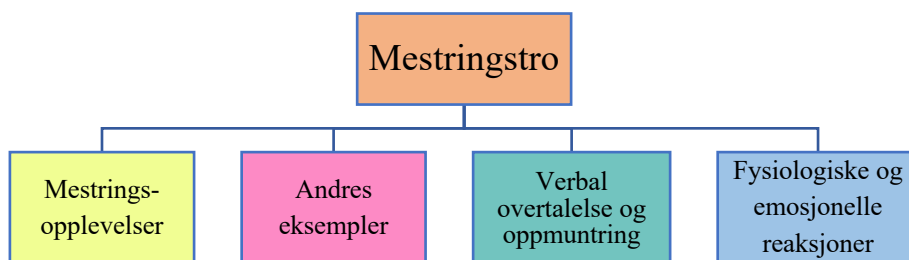 Mestringstro
Mestrings-
opplevelser
Andres
eksempler
Verbal
overtalelse og
oppmuntring
Fysiologiske og
emosjonelle
reaksjoner